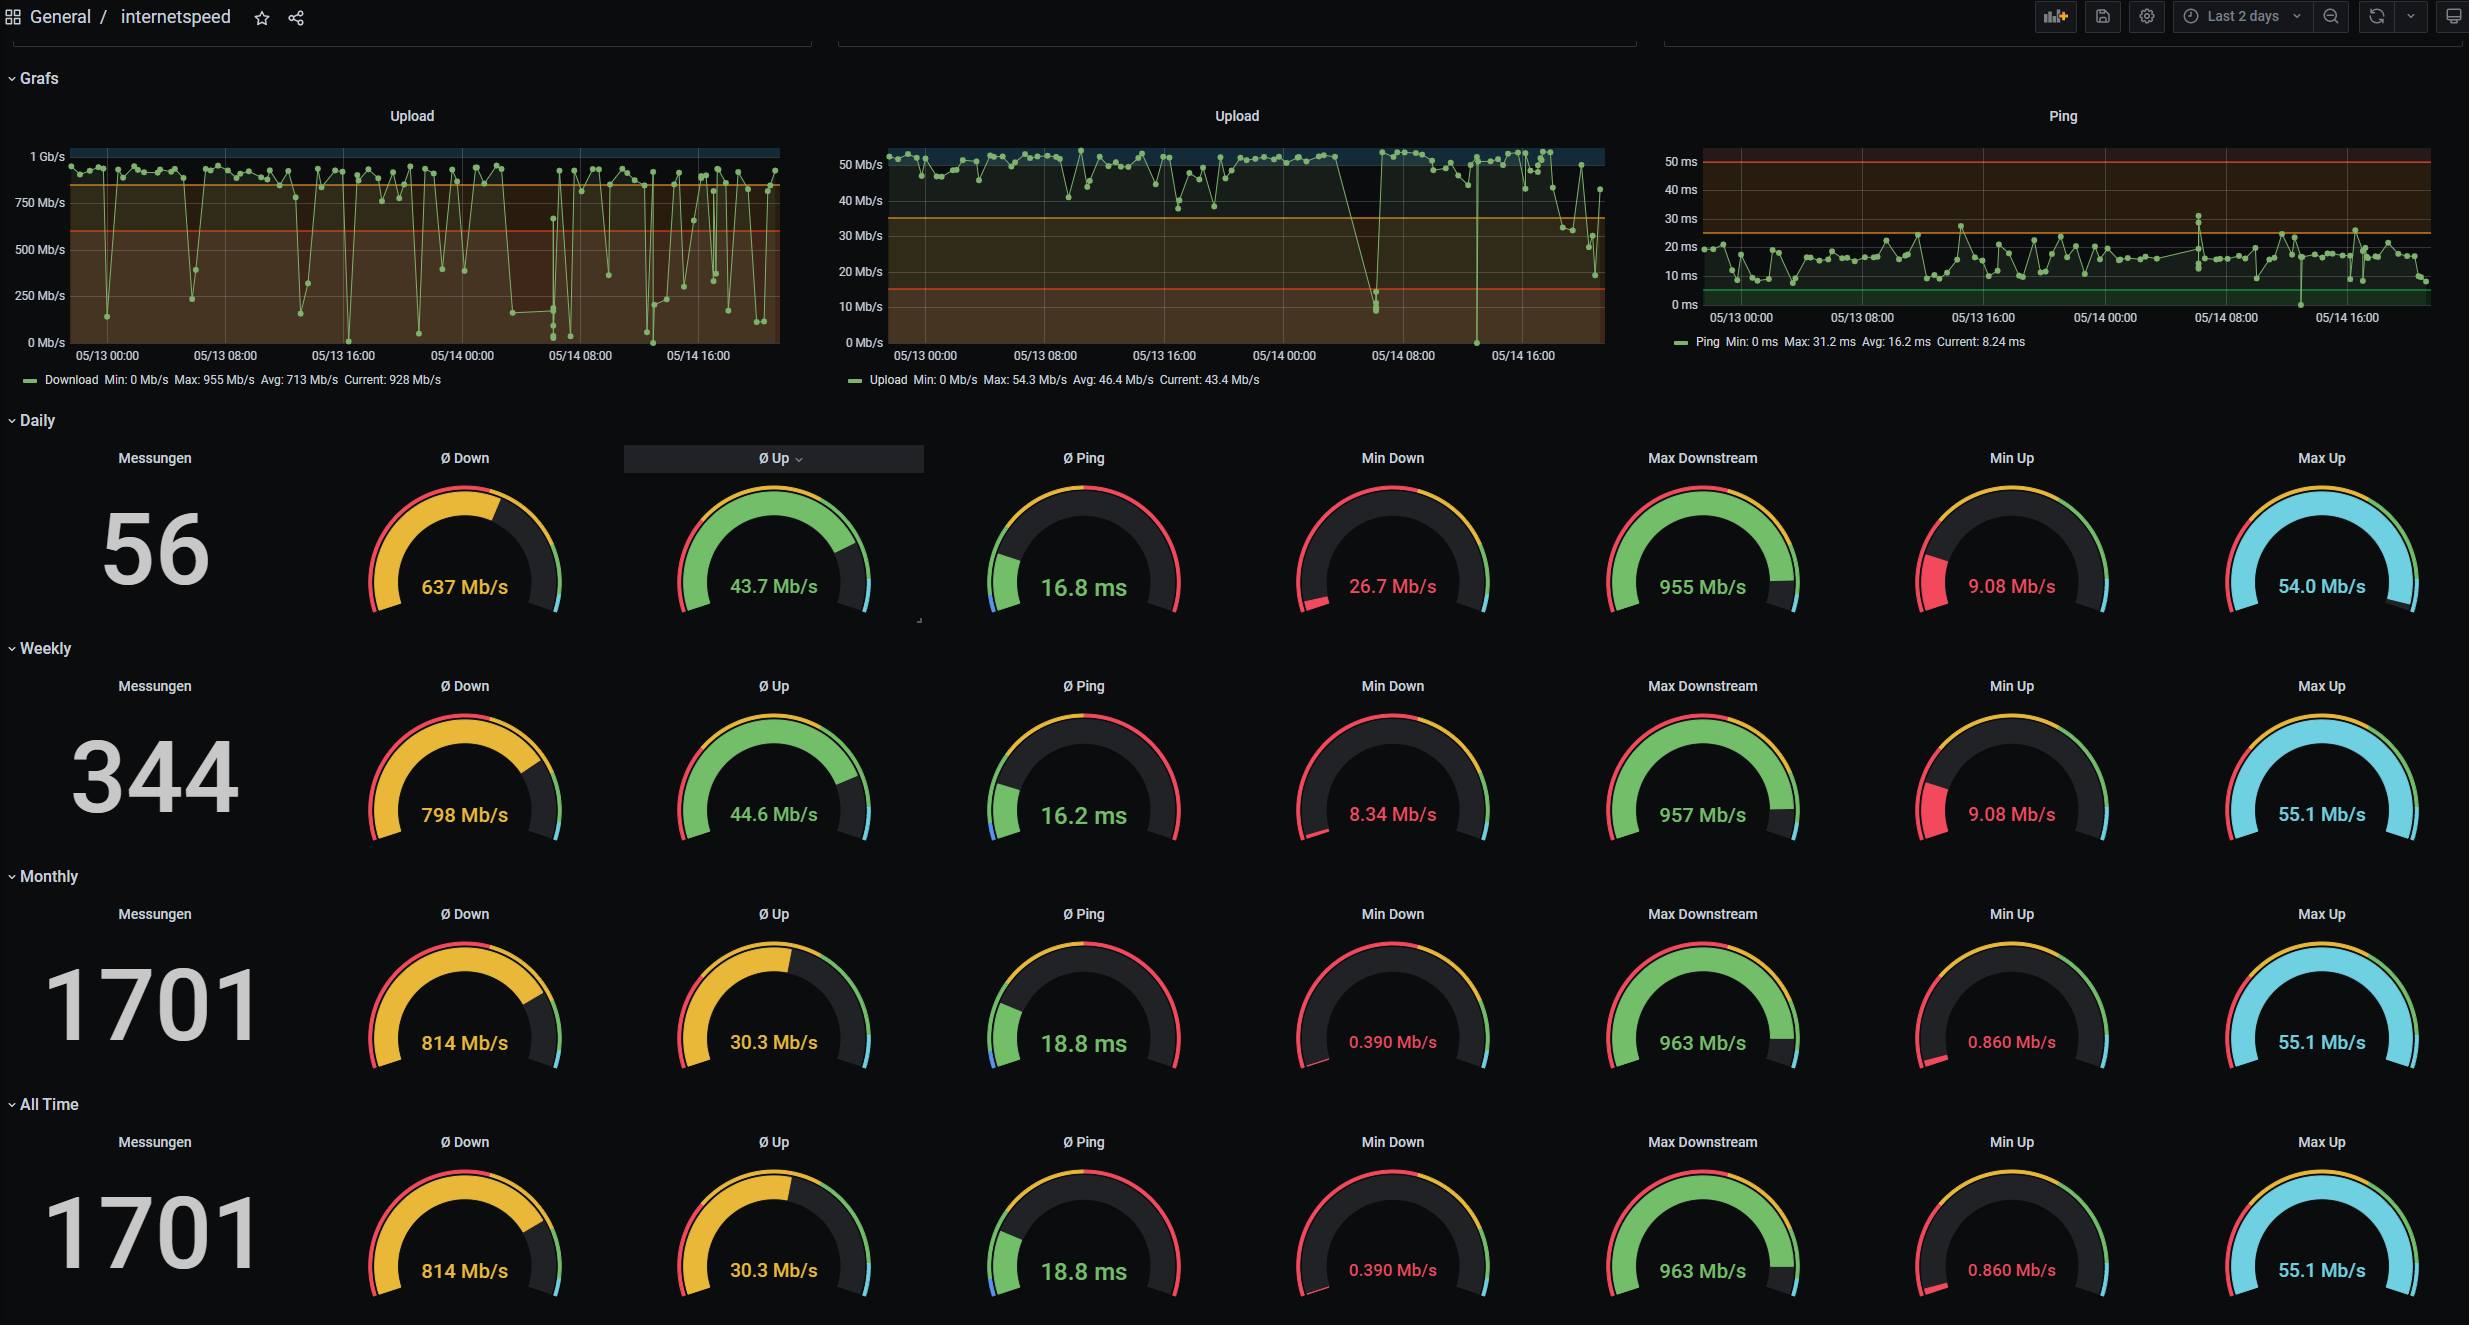 General / internetspeed
Last 2 days
Grafs
Upload
1 Gb/s
750 Mb/s
500 Mb/s
250 Mb/s
0 Mb/s
05/13 00:00 05/13 08:00 05/13 16:00 05/14 00:00 05/14 08:00 05/14 16:00
Download Min: 0 Mb/s Max: 955 Mb/s Avg: 713 Mb/s Current: 928 Mb/s
Upload
50 Mb/s
40 Mb/s
30 Mb/s
20 Mb/s
10 Mb/s
0 Mb/s
05/13 00:00 05/13 08:00 05/13 16:00 05/14 00:00 05/14 08:00 05/14 16:00
Upload Min: 0 Mb/s Max: 54.3 Mb/s Avg: 46.4 Mb/s Current: 43.4 Mb/s
Ping
50 ms
40 ms
30 ms
20 ms
10 ms
0 ms
05/13 00:00 05/13 08:00 05/13 16:00 05/14 00:00 05/14 08:00 05/14 16:00
Ping Min: 0 ms Max: 31.2 ms Avg: 16.2 ms Current: 8.24 ms
Daily
Messungen Ø Down Ø Up Ø Ping Min Down Max Downstream Min Up Max Up
56 637 Mb/s 43.7 Mb/s 16.8 ms 26.7 Mb/s 955 Mb/s 9.08 Mb/s 54.0 Mb/s
Weekly
Messungen Ø Down Ø Up Ø Ping Min Down Max Downstream Min Up Max Up
344 798 Mb/s 44.6 Mb/s 16.2 ms 8.34 Mb/s 957 Mb/s 9.08 Mb/s 55.1 Mb/s
Monthly
Messungen Ø Down Ø Up Ø Ping Min Down Max Downstream Min Up Max Up
1701 814 Mb/s 30.3 Mb/s 18.8 ms 0.390 Mb/s 963 Mb/s 0.860 Mb/s 55.1 Mb/s
All Time
Messungen Ø Down Ø Up Ø Ping Min Down Max Downstream Min Up Max Up
1701 814 Mb/s 30.3 Mb/s 18.8 ms 0.390 Mb/s 963 Mb/s 0.860 Mb/s 55.1 Mb/s